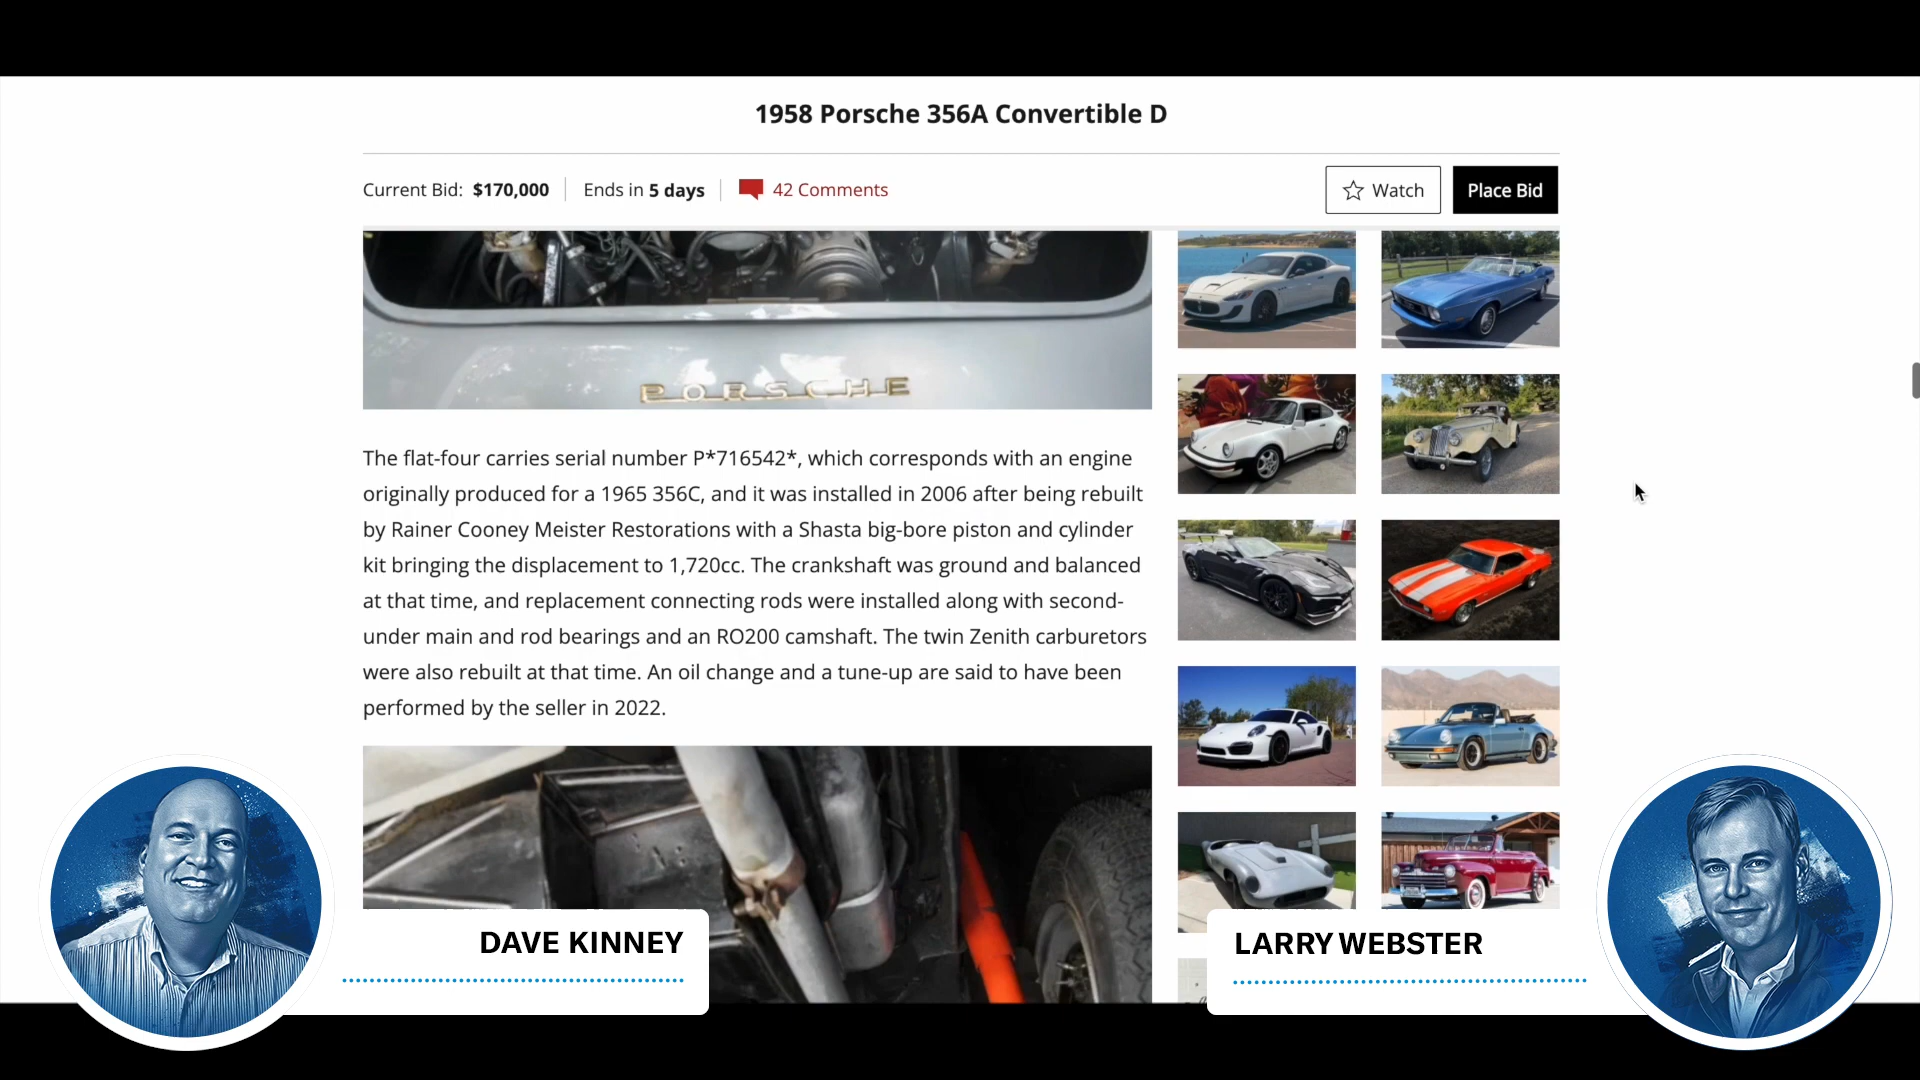 1958 Porsche 356A Convertible D
Current Bid: $170,000 Ends in 5 days 42 Comments Watch Place Bid
PORSCHE
The flat-four carries serial number P*716542*, which corresponds with an engine
originally produced for a 1965 356C, and it was installed in 2006 after being rebuilt
by Rainer Cooney Meister Restorations with a Shasta big-bore piston and cylinder
kit bringing the displacement to 1,720cc. The crankshaft was ground and balanced
at that time, and replacement connecting rods were installed along with second-
under main and rod bearings and an RO200 camshaft. The twin Zenith carburetors
were also rebuilt at that time. An oil change and a tune-up are said to have been
performed by the seller in 2022.
DAVE KINNEY
LARRY WEBSTER